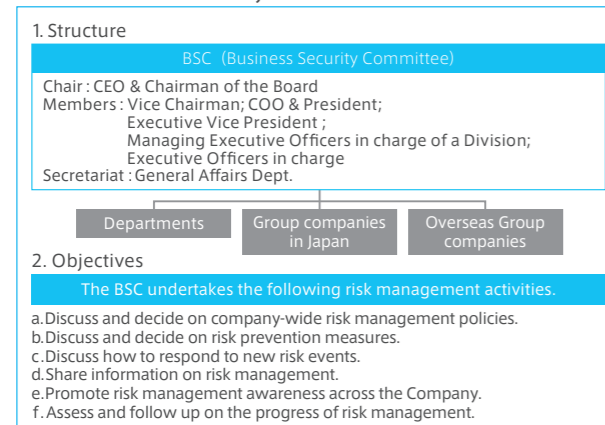 1. Structure
BSC (Business Security Committee)
Chair : CEO & Chairman of the Board
Members : Vice Chairman; COO & President;
Executive Vice President ;
Managing Executive Officers in charge of a Division;
Executive Officers in charge
Secretariat : General Affairs Dept.
Departments
Group companies
in Japan
Overseas Group
companies
2. Objectives
The BSC undertakes the following risk management activities.
a.Discuss and decide on company-wide risk management policies.
b.Discuss and decide on risk prevention measures.
c.Discuss how to respond to new risk events.
d.Share information on risk management.
e.Promote risk management awareness across the Company.
f.Assess and follow up on the progress of risk management.